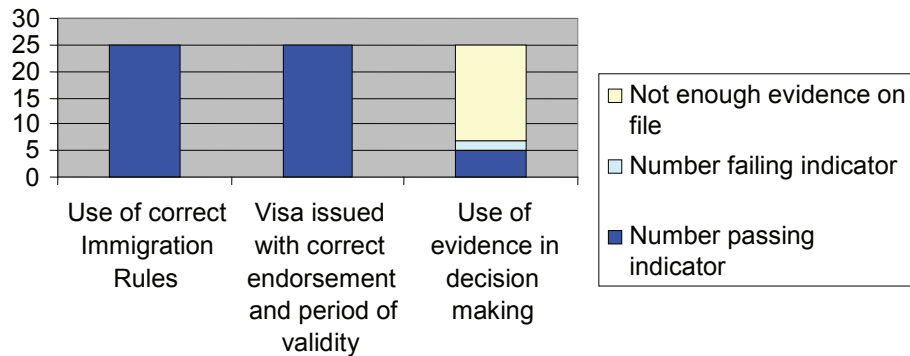 30
25
20
15
10
5
0
Use of correct
Immigration
Rules
Visa issued
with correct
endorsement
and period of
validity
Use of
evidence in
decision
making
Not enough evidence on
file
Number failing indicator
Number passing
indicator